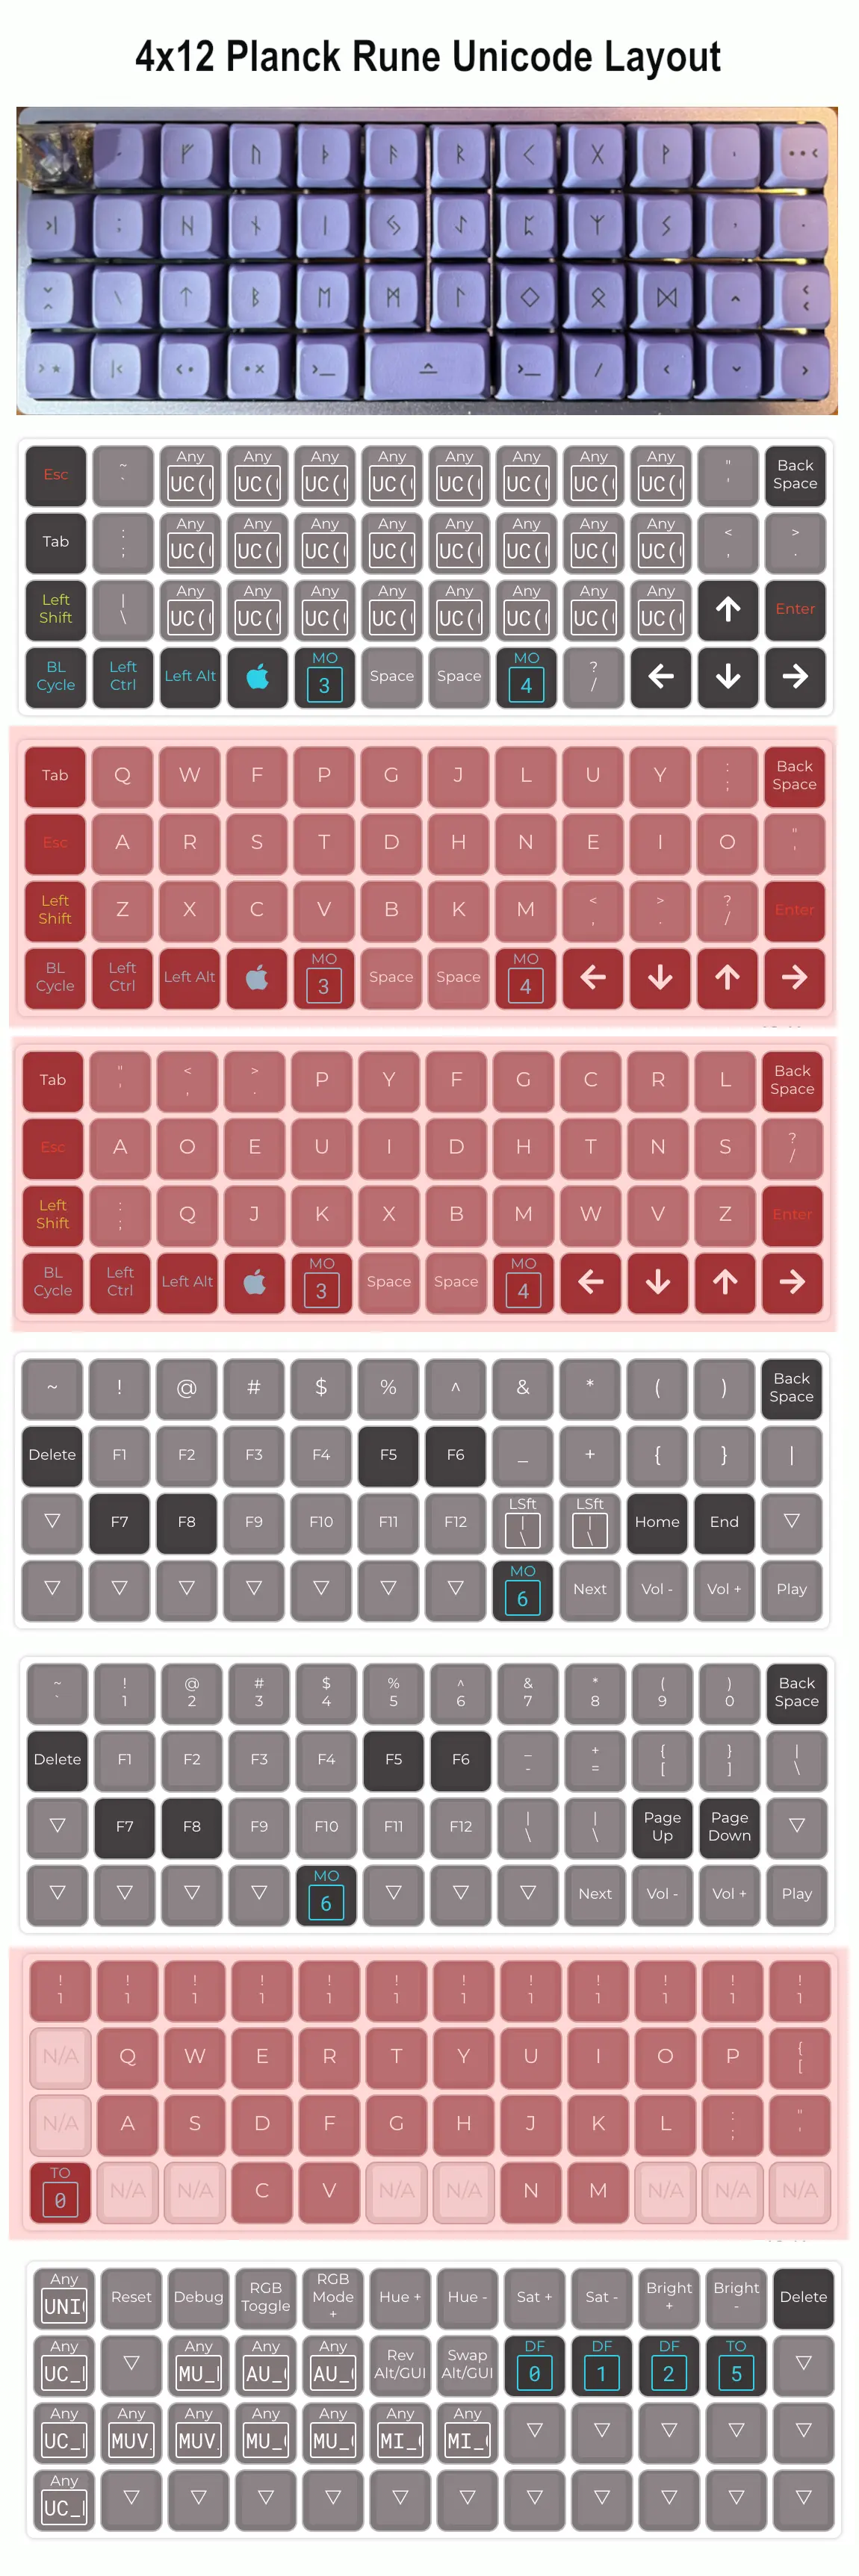 4x12 Planck Rune Unicode Layout
ᚠ ᚢ ᚦ ᚨ ᚱ ᚲ ᚷ ᚹ
ᚺ ᚾ ᛁ ᛃ ᛇ ᛈ ᛉ ᛊ
\ ᛏ ᛒ ᛖ ᛗ ᛚ ᛜ ᛟ ᛞ
Esc ~ ` Any UC( Any UC( Any UC( Any UC( Any UC( Any UC( Any UC( Any UC( " ' Back Space
Tab : ; Any UC( Any UC( Any UC( Any UC( Any UC( Any UC( Any UC( Any UC( < , > .
Left Shift | \ Any UC( Any UC( Any UC( Any UC( Any UC( Any UC( Any UC( Any UC( ↑ Enter
BL Cycle Left Ctrl Left Alt MO 3 Space Space MO 4 ? / ← ↓ →
Tab Q W F P G J L U Y : ; Back Space
Esc A R S T D H N E I O " '
Left Shift Z X C V B K M < , > . ? / Enter
BL Cycle Left Ctrl Left Alt MO 3 Space Space MO 4 ← ↓ ↑ →
Tab " ' < , > . P Y F G C R L Back Space
Esc A O E U I D H T N S ? /
Left Shift : ; Q J K X B M W V Z Enter
BL Cycle Left Ctrl Left Alt MO 3 Space Space MO 4 ← ↓ ↑ →
~ ! @ # $ % ^ & * ( ) Back Space
Delete F1 F2 F3 F4 F5 F6 _ + { } |
▽ F7 F8 F9 F10 F11 F12 LSft | \ LSft | \ Home End ▽
▽ ▽ ▽ ▽ ▽ ▽ ▽ MO 6 Next Vol - Vol + Play
~ ` ! 1 @ 2 # 3 $ 4 % 5 ^ 6 & 7 * 8 ( 9 ) 0 Back Space
Delete F1 F2 F3 F4 F5 F6 _ - + = { [ } ] | \
▽ F7 F8 F9 F10 F11 F12 | \ | \ Page Up Page Down ▽
▽ ▽ ▽ ▽ MO 6 ▽ ▽ ▽ Next Vol - Vol + Play
! 1 ! 1 ! 1 ! 1 ! 1 ! 1 ! 1 ! 1 ! 1 ! 1 ! 1 ! 1
N/A Q W E R T Y U I O P { [
N/A A S D F G H J K L : ; " '
TO 0 N/A N/A C V N/A N/A N M N/A N/A N/A
Any UNI Reset Debug RGB Toggle RGB Mode + Hue + Hue - Sat + Sat - Bright + Bright - Delete
Any UC_ ▽ Any MU_ Any AU_ Any AU_ Rev Alt/GUI Swap Alt/GUI DF 0 DF 1 DF 2 TO 5 ▽
Any UC_ Any MUV Any MUV Any MU_ Any MU_ Any MI_ Any MI_ ▽ ▽ ▽ ▽ ▽
Any UC_ ▽ ▽ ▽ ▽ ▽ ▽ ▽ ▽ ▽ ▽ ▽